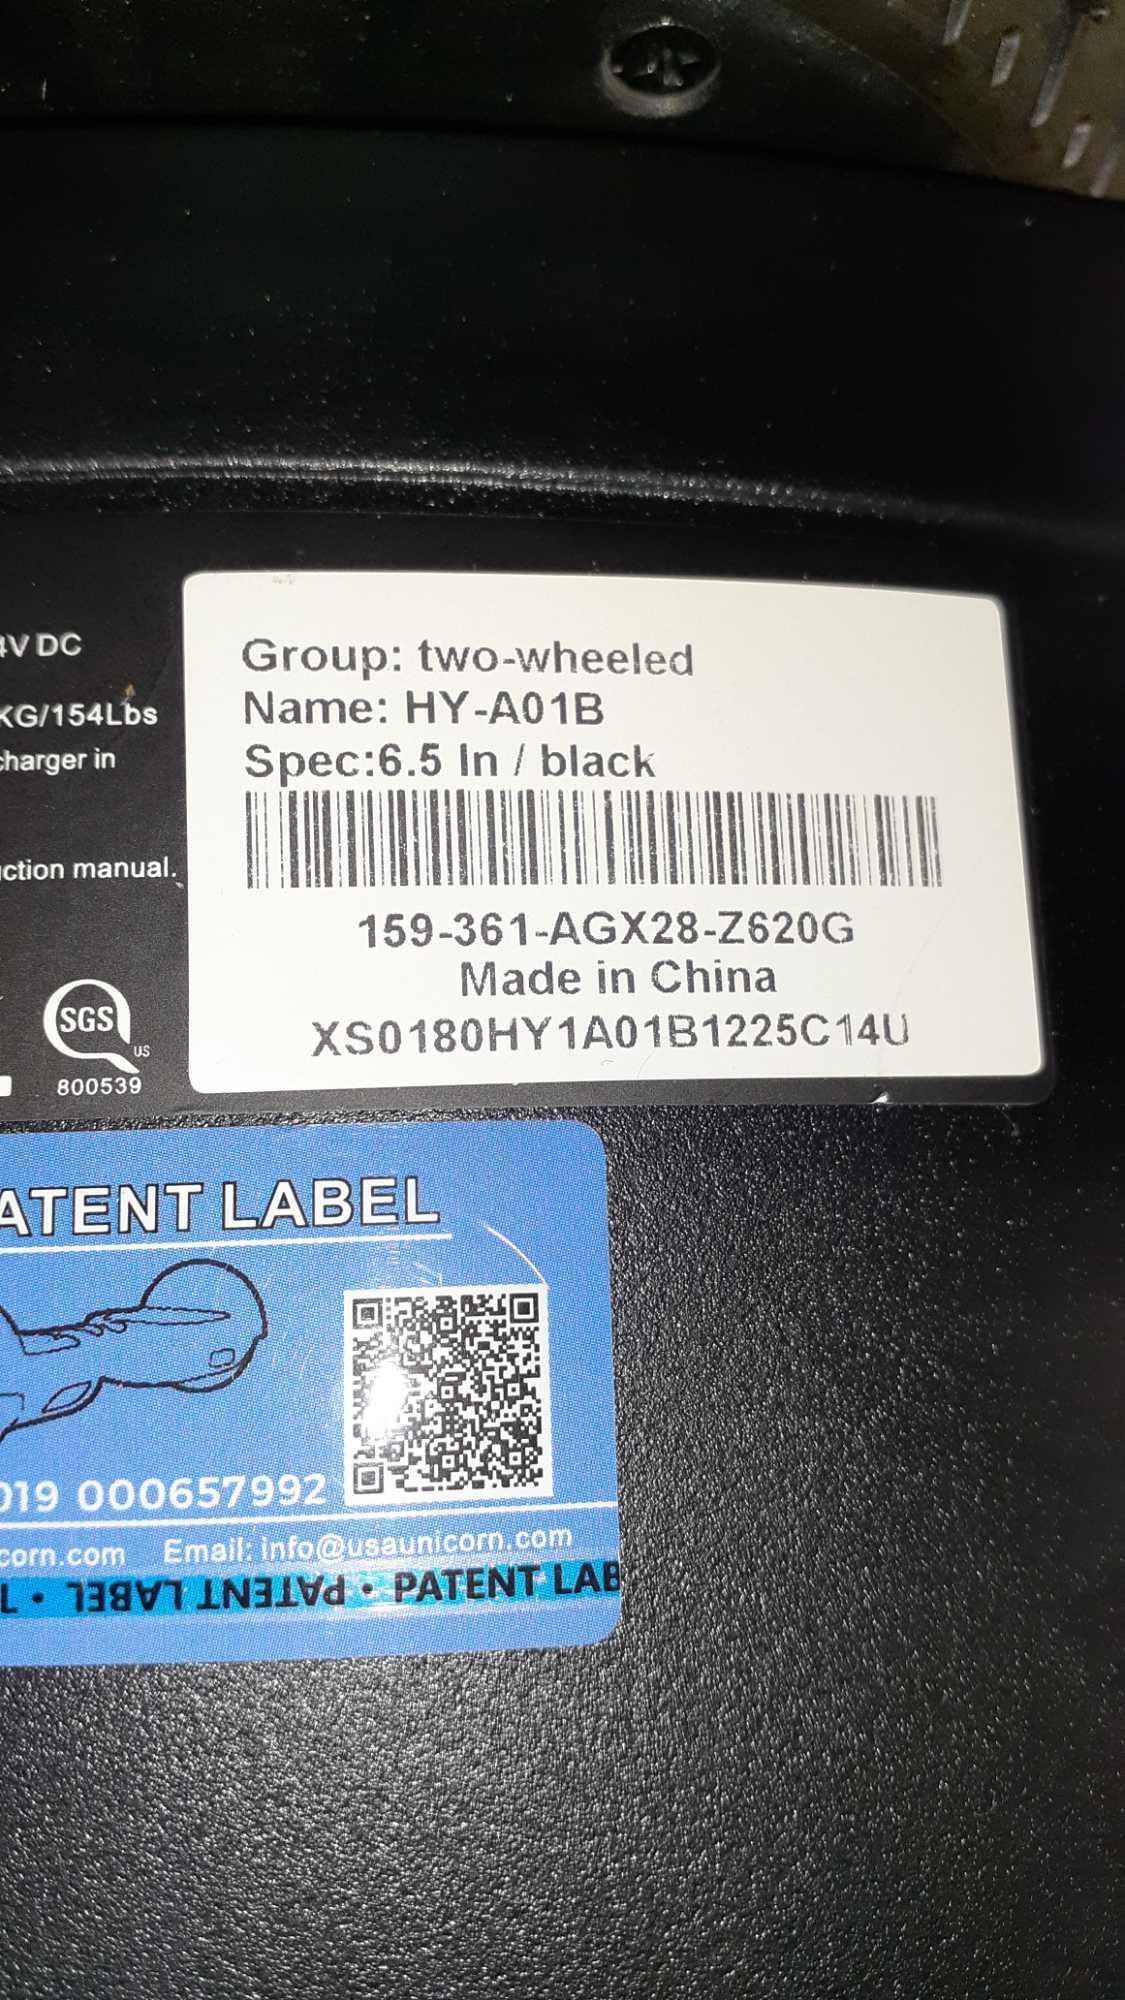 V DC
KG/154Lbs
charger in
ction manual.
SGS
US
800539
Group: two-wheeled
Name: HY-A01B
Spec:6.5 In / black
159-361-AGX28-Z620G
Made in China
XS0180HY1A01B1225C14U
ATENT LABEL
019 000657992
corn.com Email: info@usaunicorn.com
L • PATENT LABEL • PATENT LAB